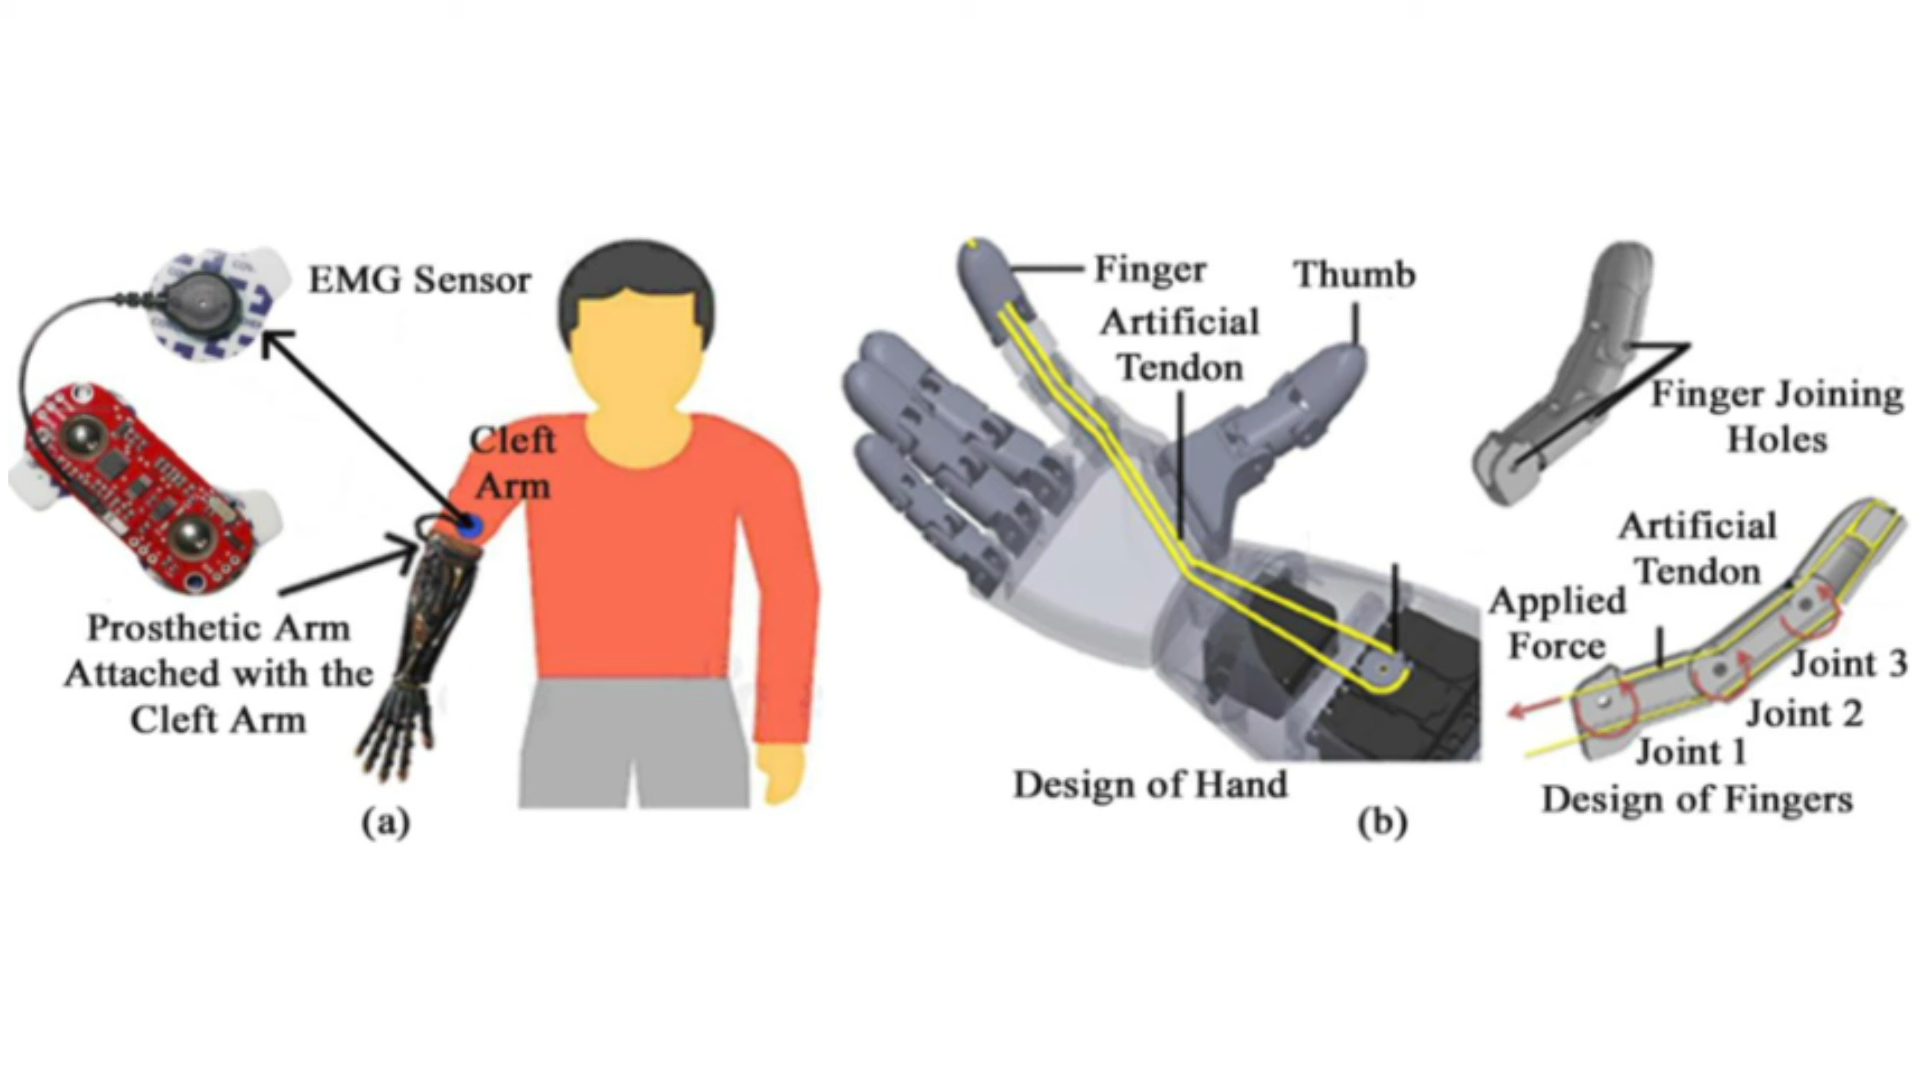 EMG Sensor
Cleft
Arm
Prosthetic Arm
Attached with the
Cleft Arm
(a)
Finger
Thumb
Artificial
Tendon
Design of Hand
(b)
Finger Joining
Holes
Artificial
Tendon
Applied
Force
Joint 3
Joint 2
Joint 1
Design of Fingers